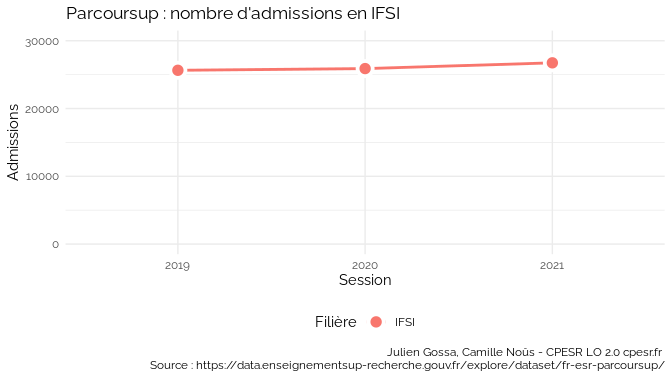 Parcoursup : nombre d'admissions en IFSI
Admissions
30000
20000
10000
0
2019
2020
2021
Session
Filière
IFSI
Julien Gossa, Camille Noûs - CPESR LO 2.0 cpesr.fr
Source : https://data.enseignementsup-recherche.gouv.fr/explore/dataset/fr-esr-parcoursup/